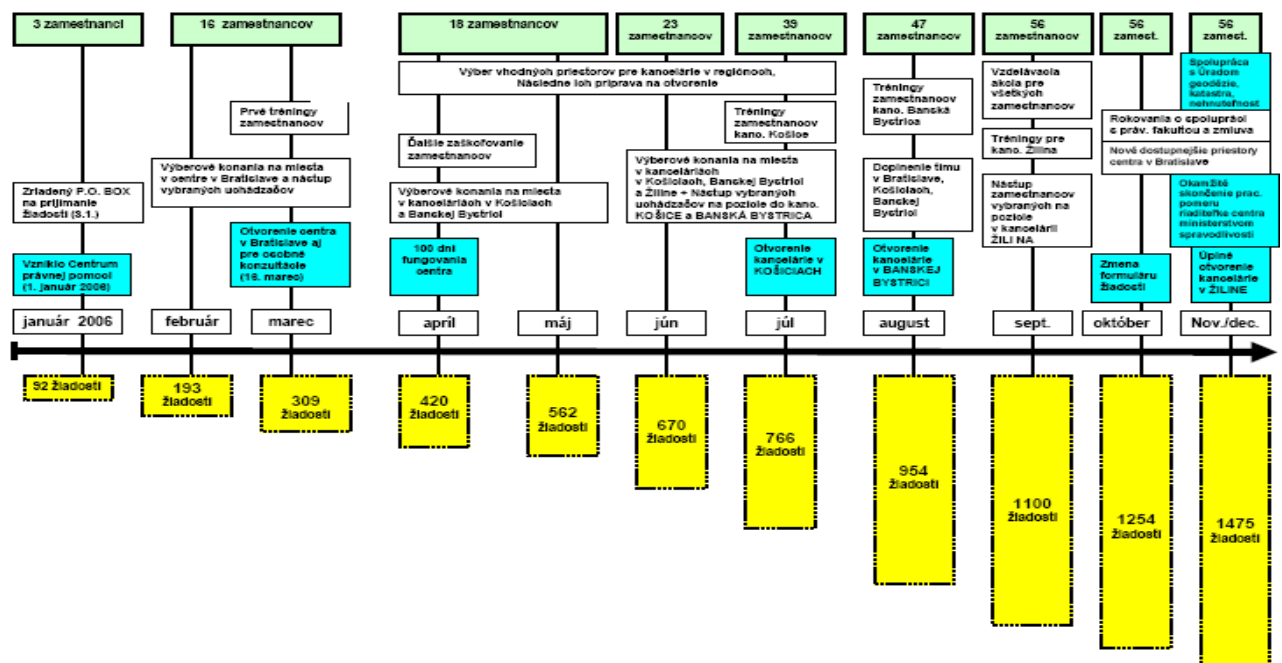 3 zamestnanci
16 zamestnancov
18 zamestnancov
23
zamestnancov
39
zamestnancov
47
zamestnancov
56
zamestnancov
56
zamest.
56
zamest.
Výber vhodných priestorov pre kancelárie v regiónoch,
Následne ich príprava na otvorenie
Prvé tréningy
zamestnancov
Ďalšie zaškoľovanie
zamestnancov
Výberové konania na miesta
v centre v Bratislave a nástup
vybraných uchádzačov
Výberové konania na miesta
v kanceláriách v Košiciach
a Banskej Bystrici
Zriadený P.O. BOX
na prijímanie
žiadostí (S.1.)
Vzniklo Centrum
právnej pomoci
(1. január 2006)
Otvorenie centra
v Bratislave aj
pre osobné
konzultácie
(16. marec)
100 dní
fungovania
centra
Tréningy
zamestnancov
kanc. Košice
Výberové konania na miesta
v kanceláriách
v Košiciach, Banskej Bystrici
a Žiline + Nástup vybraných
uchádzačov na pozície do kanc.
KOŠICE a BANSKÁ BYSTRICA
Otvorenie
kancelárie v
KOŠICIACH
Tréningy
zamestnancov
kanc. Banská
Bystrica
Doplnenie tímu
v Bratislave,
Košiciach,
Banskej
Bystrici
Otvorenie
kancelárie
v BANSKEJ
BYSTRICI
Vzdelávacia
akcia pre
všetkých
zamestnancov
Tréningy pre
kanc. Žilina
Nástup
zamestnancov
vybraných na
pozície
v kancelárii
ŽILI NA
Spolupráca
s Úradom
geodézie,
katastra,
nehnuteľnost
Rokovania o spolupráci
s práv. fakultou a zmluva
Nové dostupnejšie priestory
centra v Bratislave
Okamžité
skončenie prac.
pomeru
riaditeľke centra
ministerstvom
spravodlivosti
Zmena
formuláru
žiadosti
Úplné
otvorenie
kancelárie
v ŽILINE
január 2006
február
marec
apríl
máj
jún
júl
august
sept.
október
Nov./dec.
92 žiadostí
193
žiadostí
309
žiadostí
420
žiadostí
562
žiadostí
670
žiadostí
766
žiadostí
954
žiadostí
1100
žiadostí
1254
žiadostí
1475
žiadostí